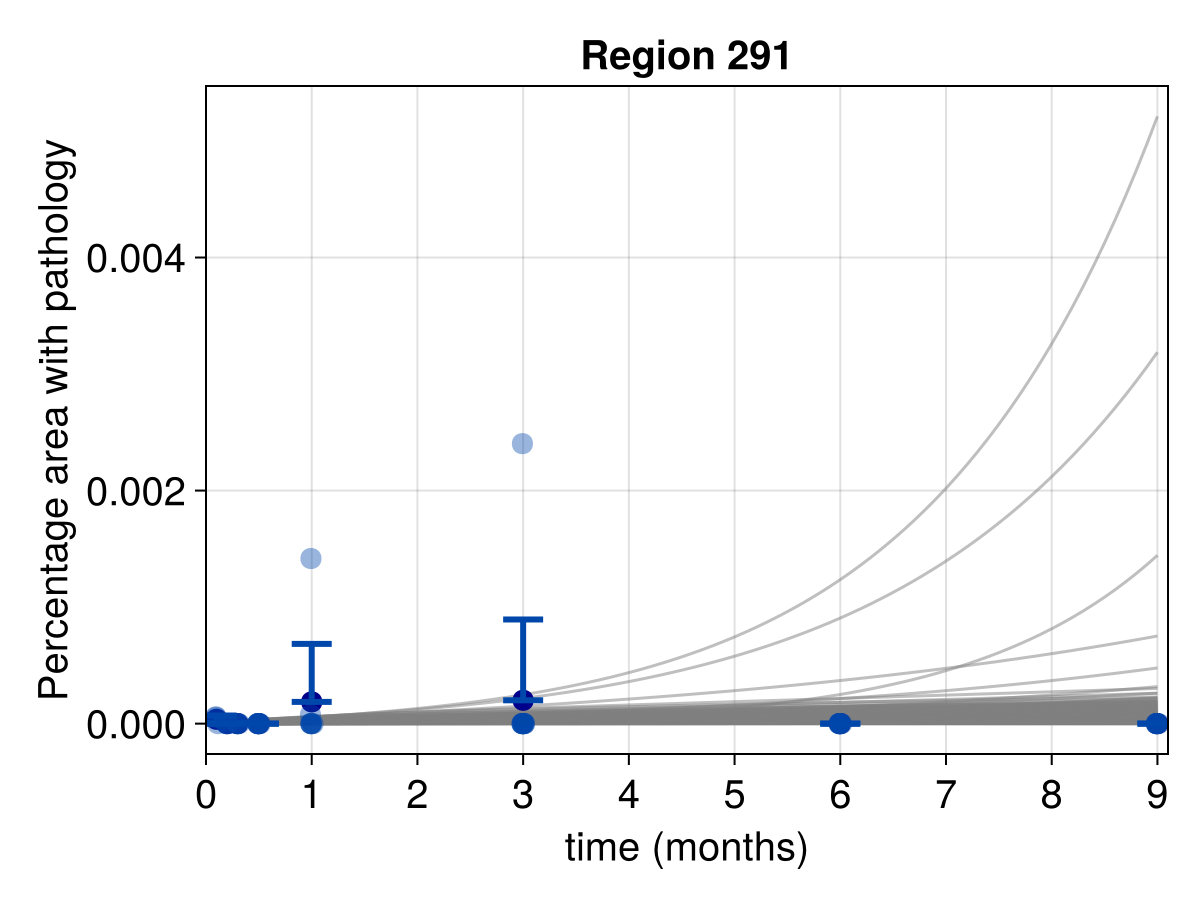 Region 291
Percentage area with pathology
0.004
0.002
0.000
0 1 2 3 4 5 6 7 8 9
time (months)